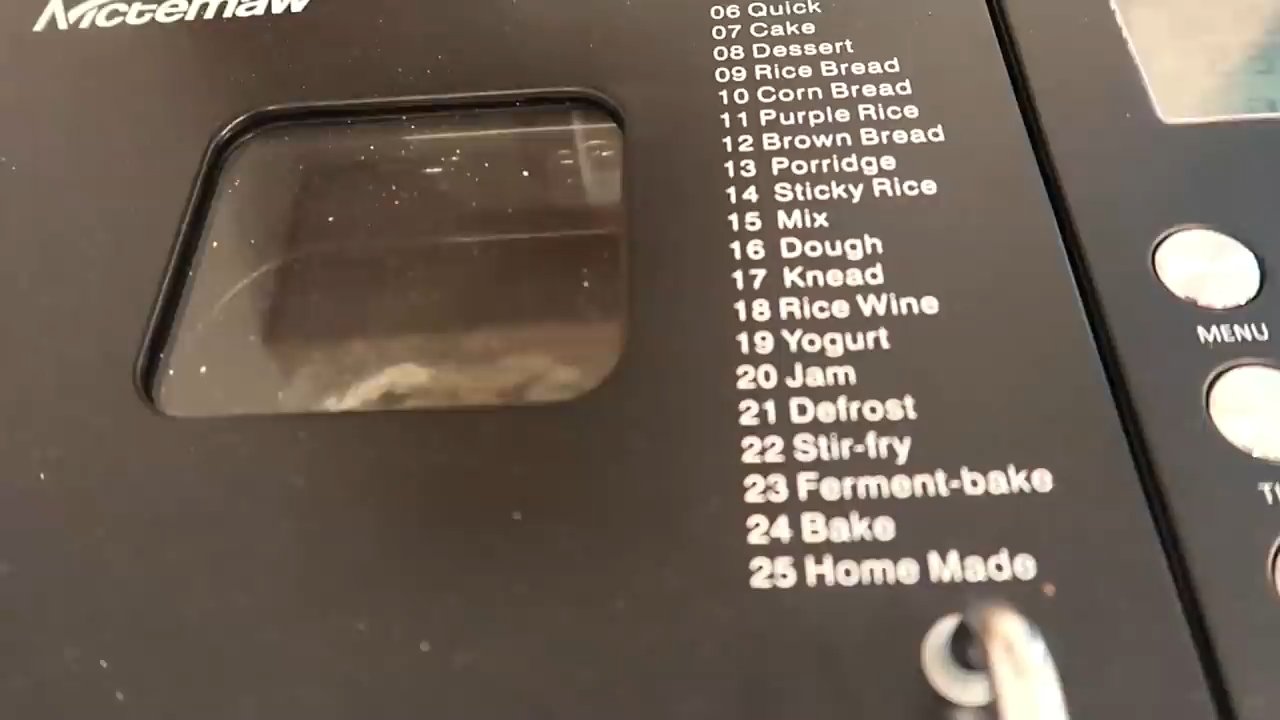 06 Quick
07 Cake
08 Dessert
09 Rice Bread
10 Corn Bread
11 Purple Rice
12 Brown Bread
13 Porridge
14 Sticky Rice
15 Mix
16 Dough
17 Knead
18 Rice Wine
19 Yogurt
20 Jam
21 Defrost
22 Stir-fry
23 Ferment-bake
24 Bake
25 Home Made
MENU